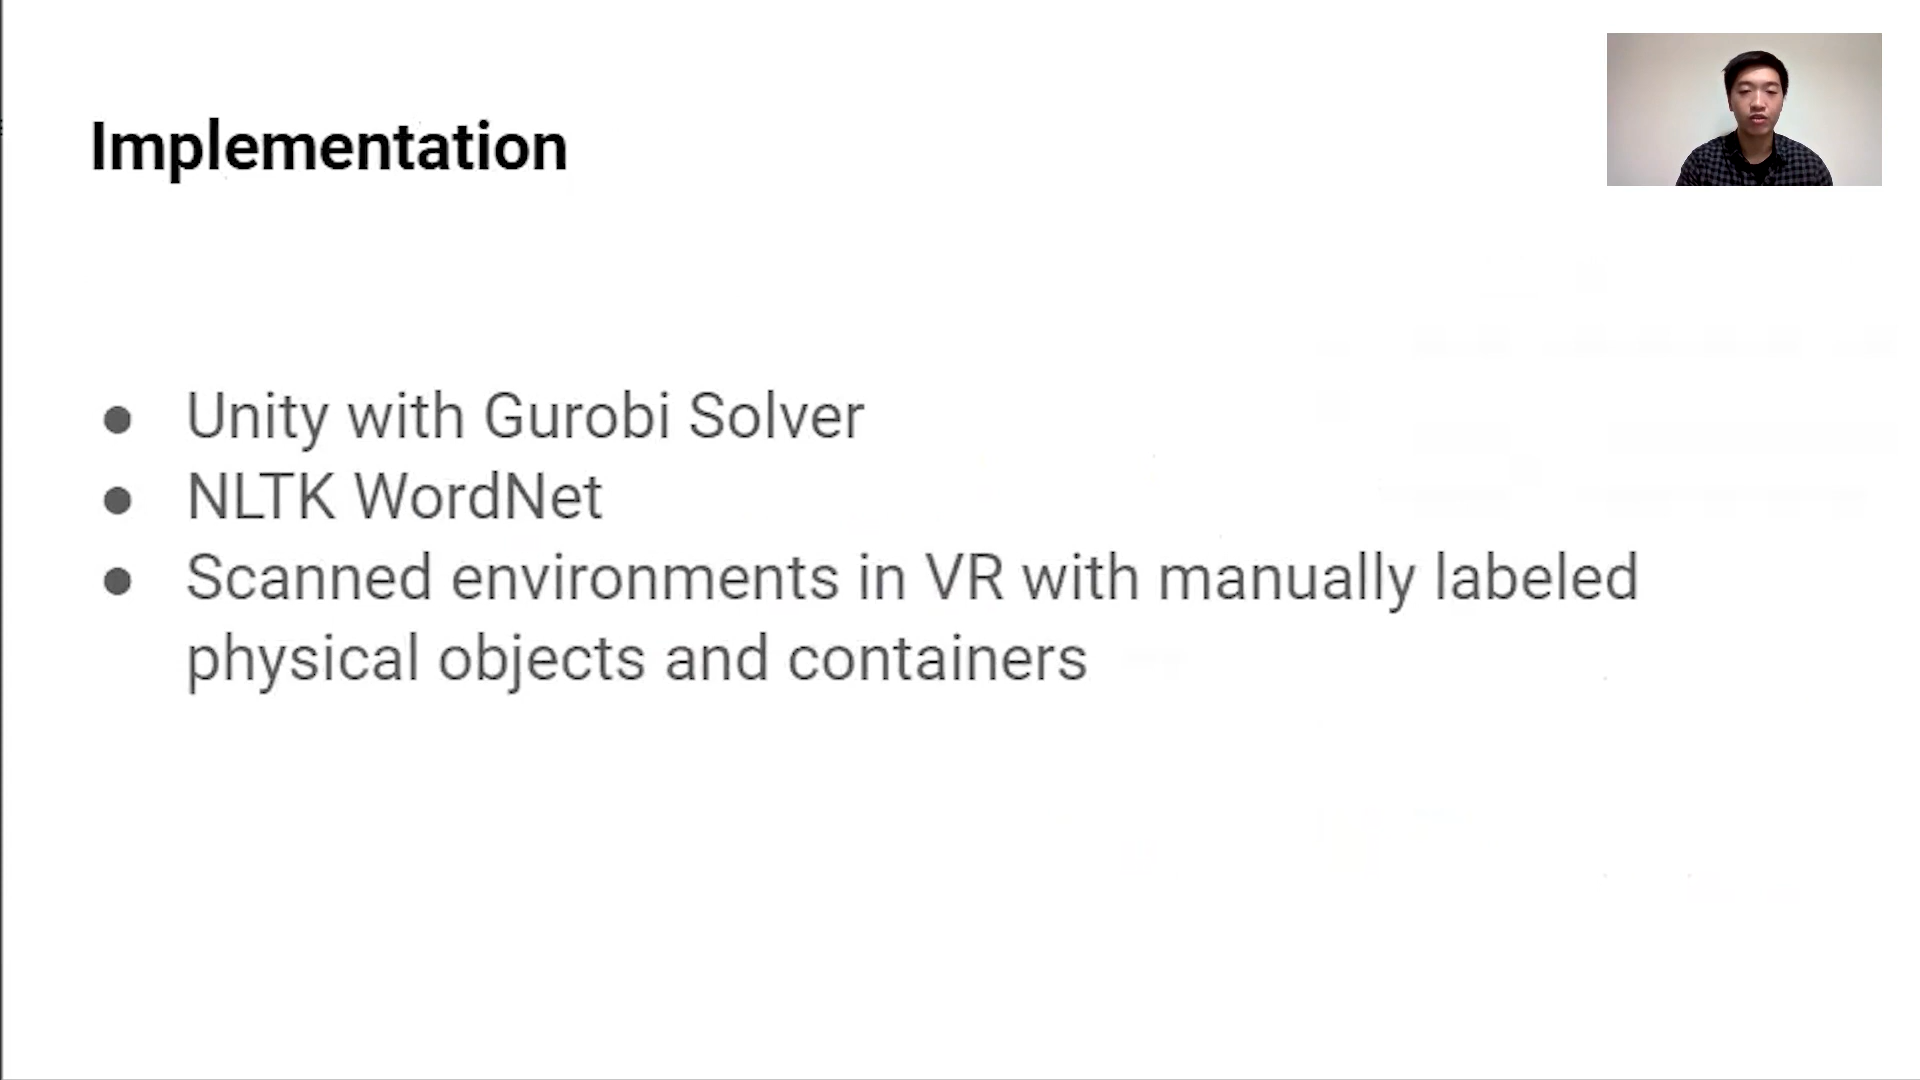 Implementation
● Unity with Gurobi Solver
● NLTK WordNet
● Scanned environments in VR with manually labeled
physical objects and containers